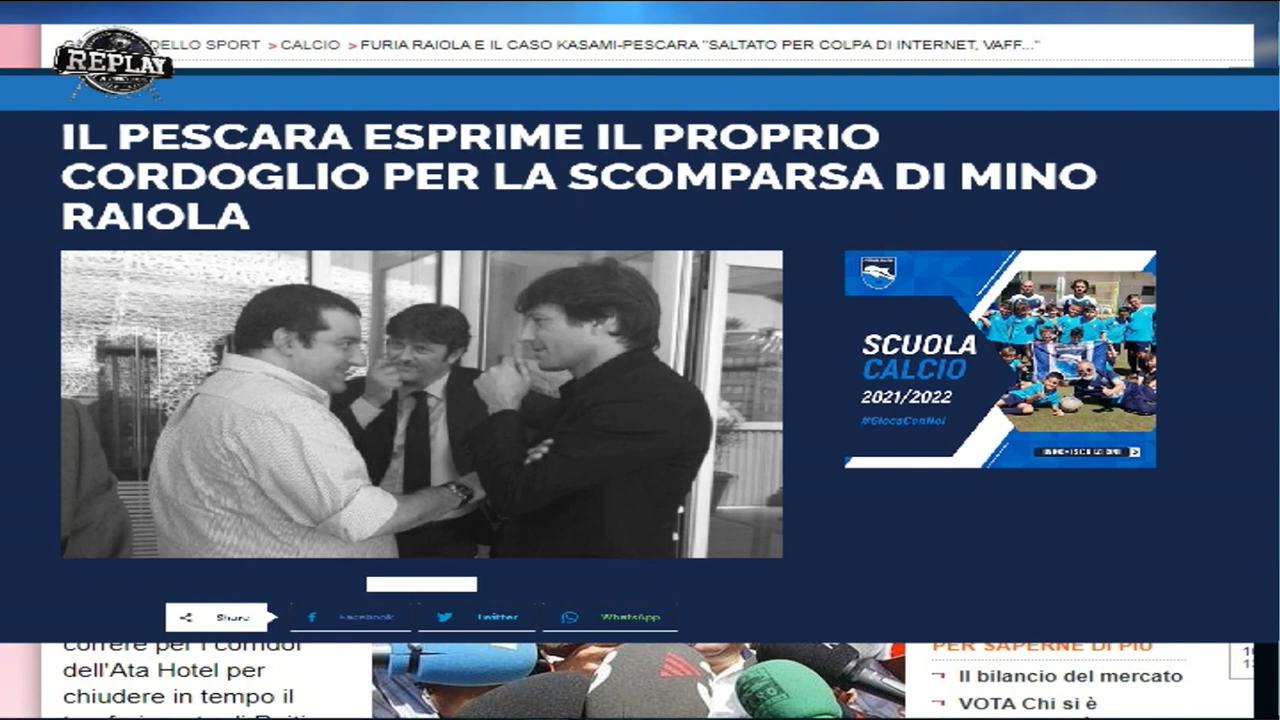 DELLO SPORT > CALCIO > FURIA RAIOLA E IL CASO KASAMI-PESCARA "SALTATO PER COLPA DI INTERNET, VAFF..."
REPLAY
IL PESCARA ESPRIME IL PROPRIO
CORDOGLIO PER LA SCOMPARSA DI MINO
RAIOLA
SCUOLA
CALCIO
2021/2022
#GiocaConNoi
Share
Facebook
Twitter
WhatsApp
correre per i corridoi
dell'Ata Hotel per
chiudere in tempo il
PER SAPERNE DI PIÙ
Il bilancio del mercato
VOTA Chi si è